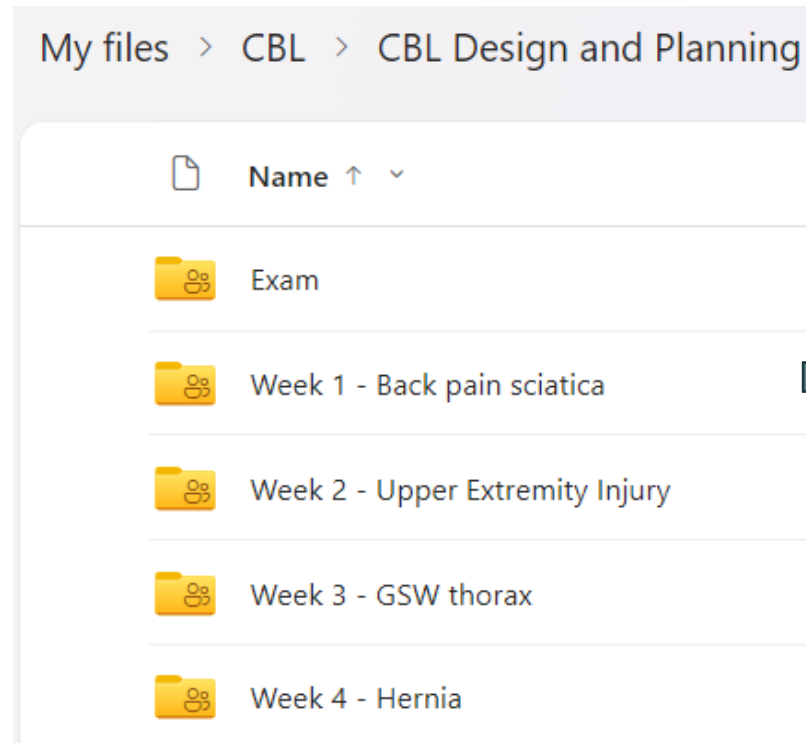 My files > CBL > CBL Design and Planning
Name
Exam
Week 1 - Back pain sciatica
Week 2 - Upper Extremity Injury
Week 3 - GSW thorax
Week 4 - Hernia